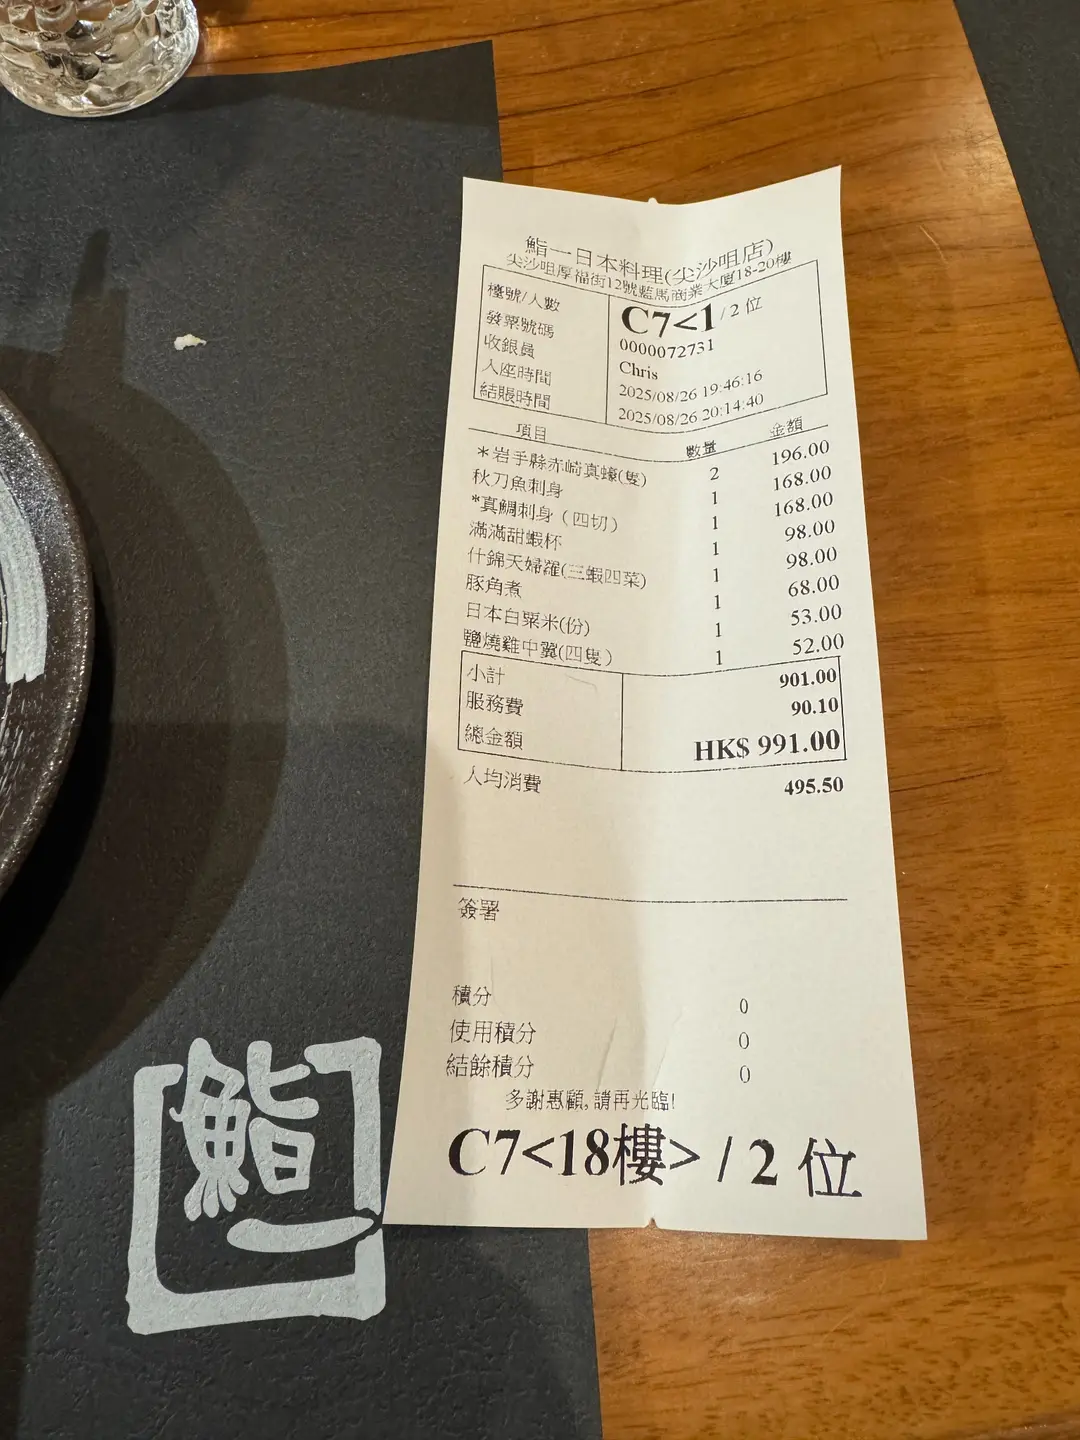 鮨一日本料理(尖沙咀店)
尖沙咀厚福街12號藍馬商業大廈18-20樓
檯號/人數 C7<1 / 2 位
發票號碼 0000072731
收銀員 Chris
入座時間 2025/08/26 19:46:16
結賬時間 2025/08/26 20:14:40
項目 數量 金額
*岩手縣赤崎真蠔(隻) 2 196.00
秋刀魚刺身 1 168.00
*真鯛刺身（四切） 1 168.00
滿滿甜蝦杯 1 98.00
什錦天婦羅(三蝦四菜) 1 98.00
豚角煮 1 68.00
日本白粟米(份) 1 53.00
鹽燒雞中翼(四隻） 1 52.00
小計 901.00
服務費 90.10
總金額 HK$ 991.00
人均消費 495.50
簽署
積分 0
使用積分 0
結餘積分 0
多謝惠顧,請再光臨!
C7<18樓> / 2 位
鮨一